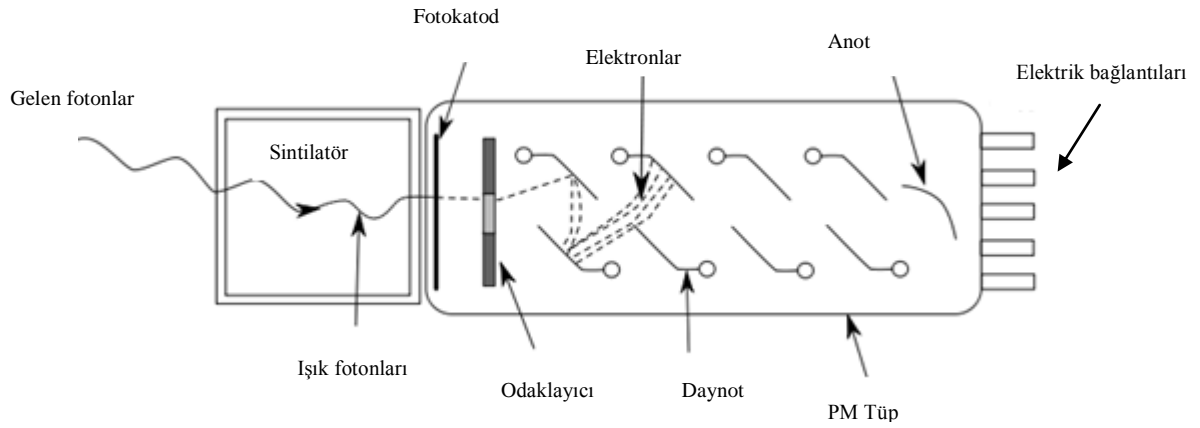 Fotokatod
Anot
Elektronlar
Elektrik bağlantıları
Gelen fotonlar
Sintilatör
Işık fotonları
Odaklayıcı
Daynot
PM Tüp